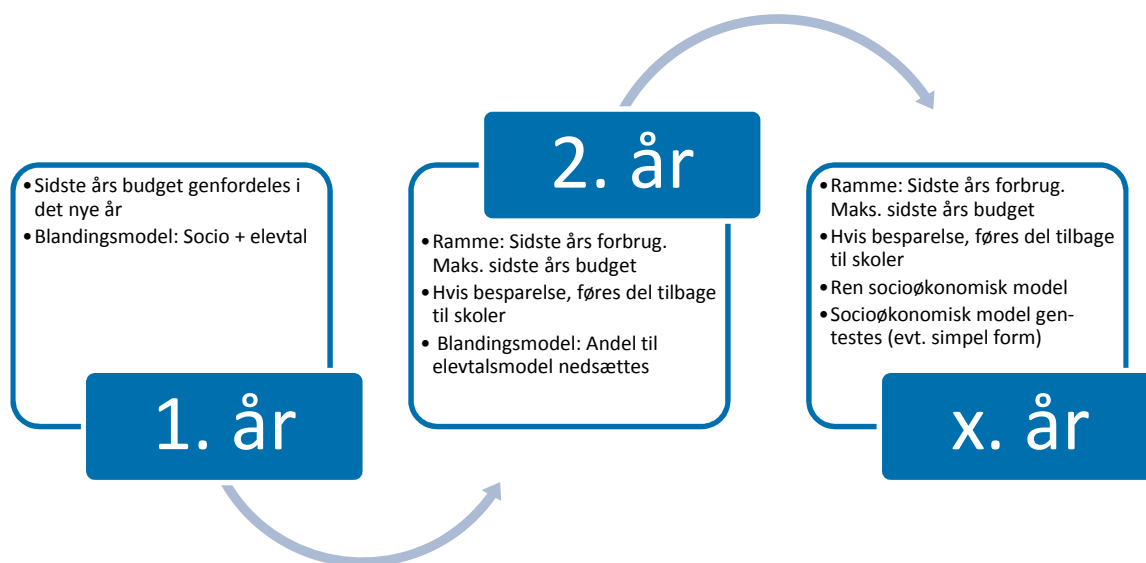 • Sidste års budget genfordeles i
det nye år
• Blandingsmodel: Socio + elevtal
1. år
2. år
• Ramme: Sidste års forbrug.
Maks. sidste års budget
• Hvis besparelse, føres del tilbage
til skoler
• Blandingsmodel: Andel til
elevtalsmodel nedsættes
• Ramme: Sidste års forbrug.
Maks. sidste års budget
• Hvis besparelse, føres del tilbage
til skoler
• Ren socioøkonomisk model
• Socioøkonomisk model gen-
testes (evt. simpel form)
x. år